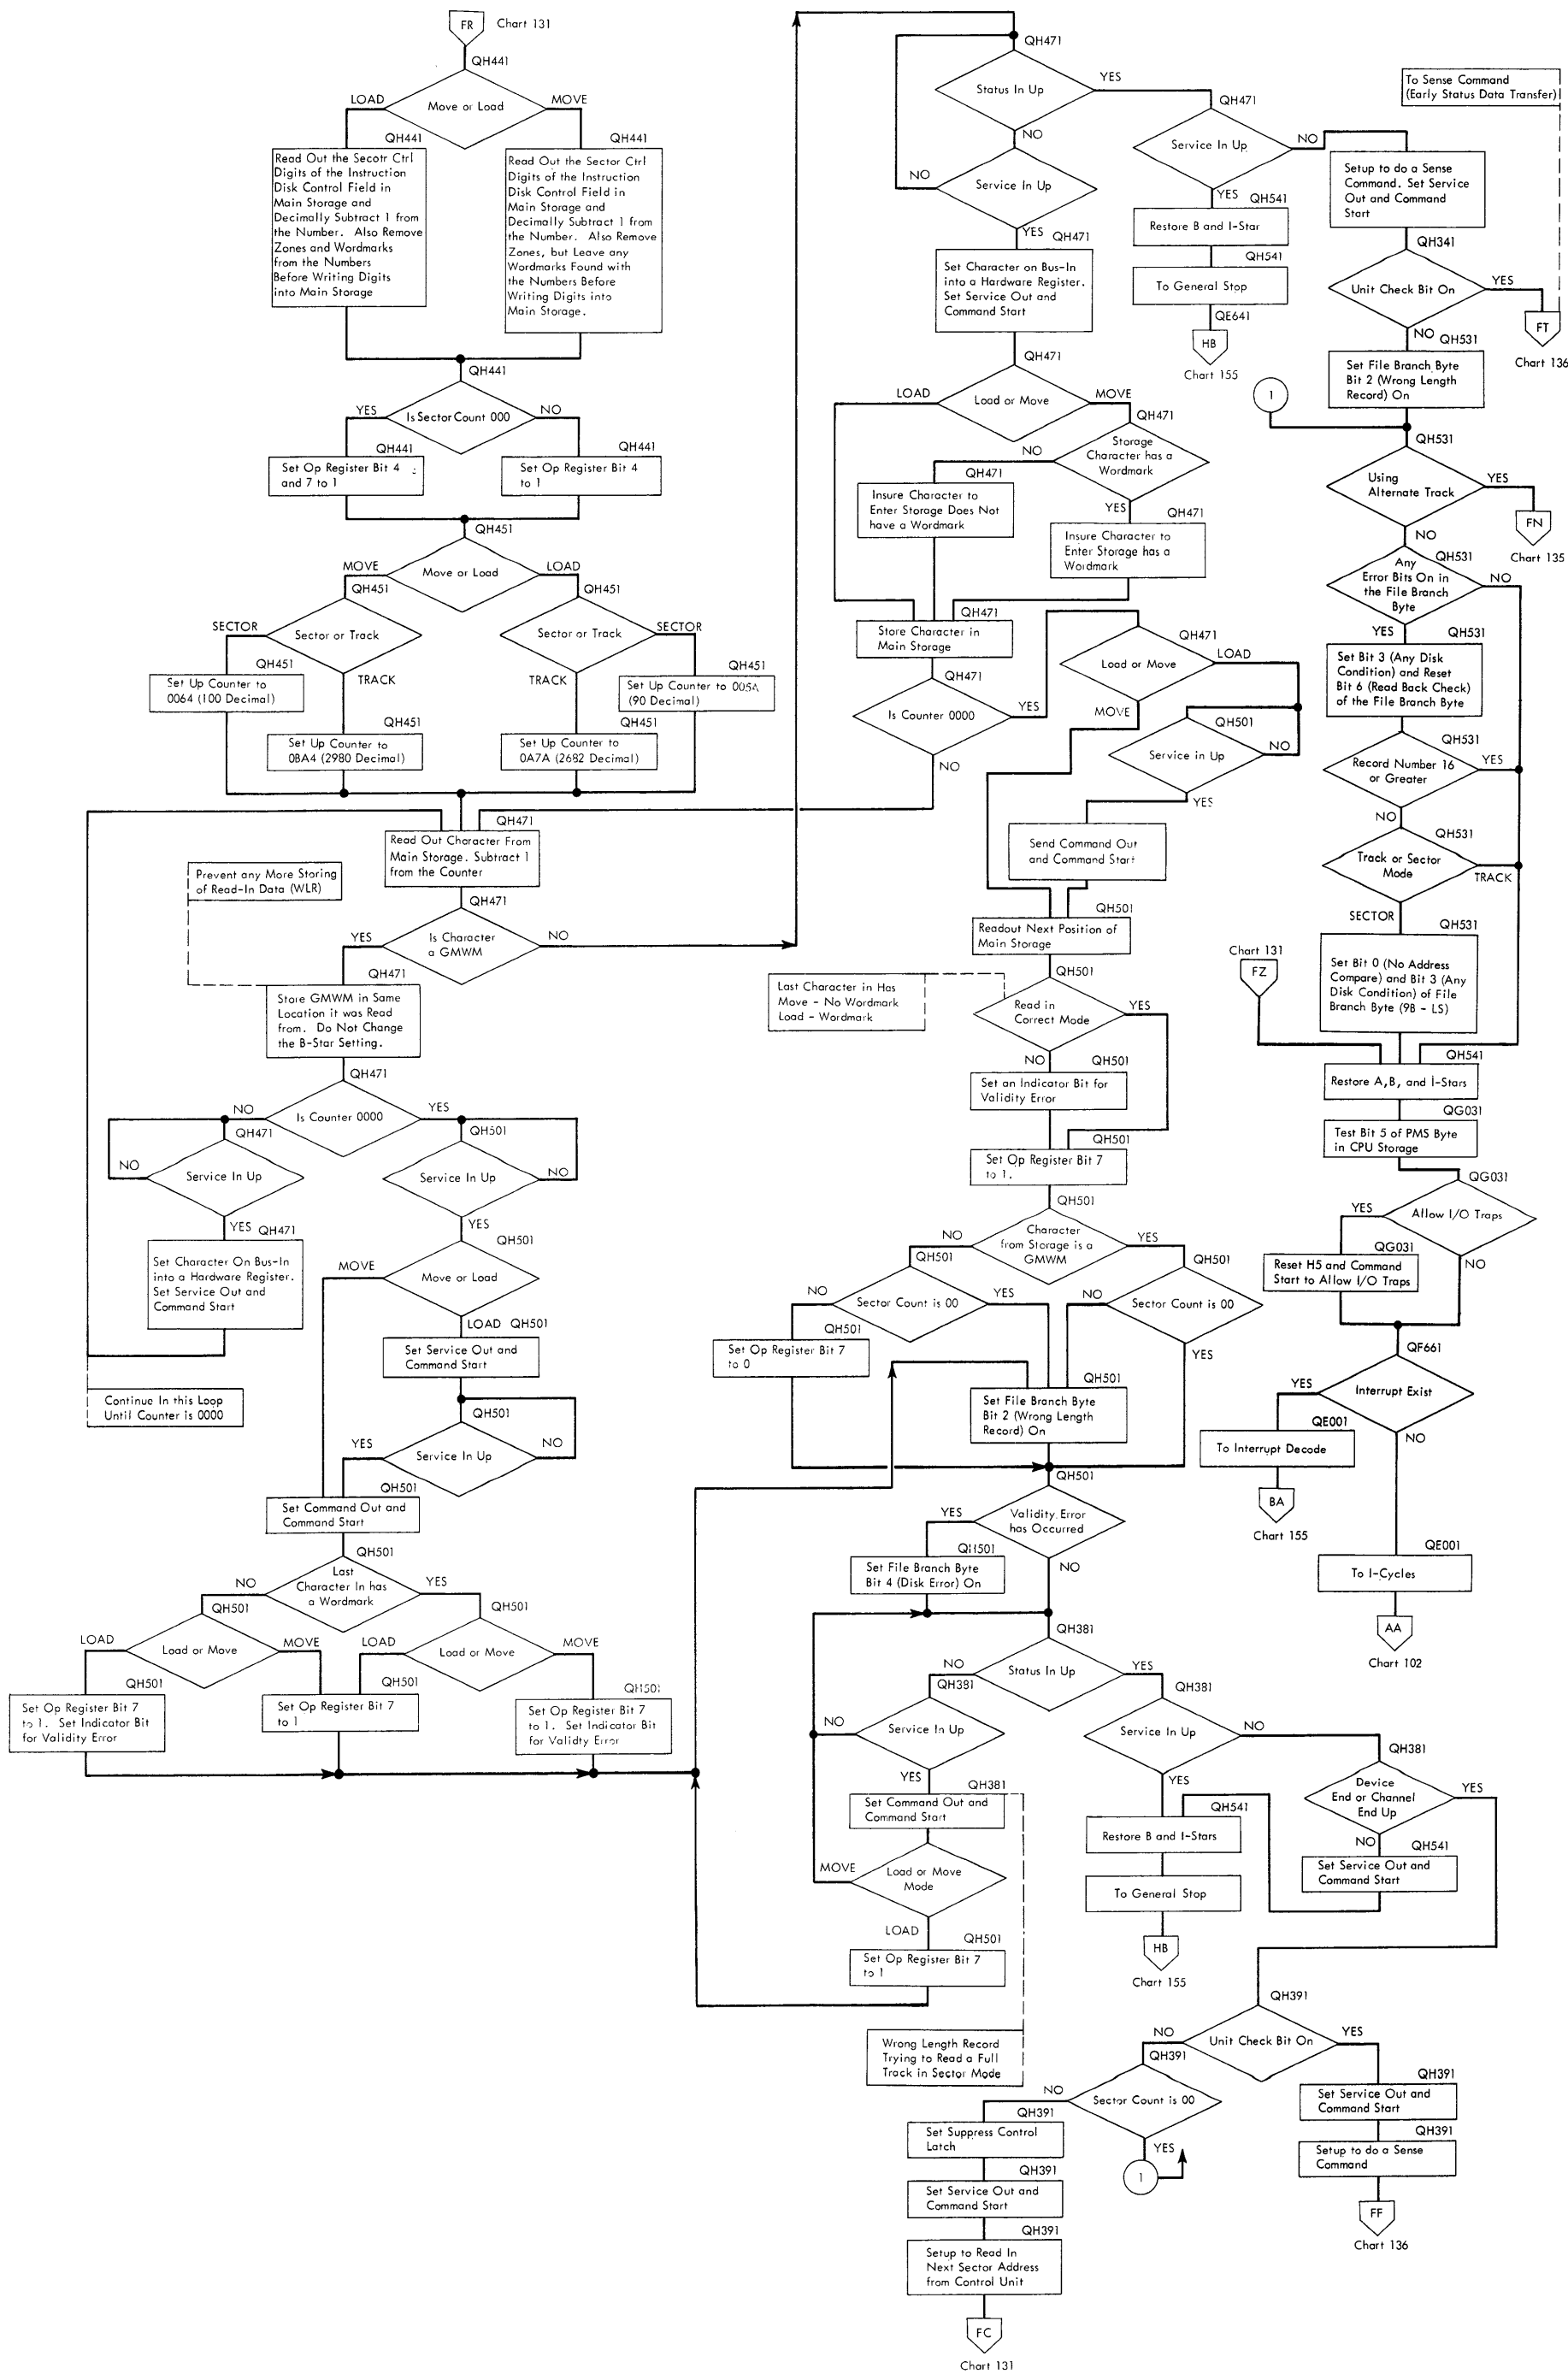 FR
Chart 131
QH441
Move or Load
LOAD
MOVE
QH441
Read Out the Secotr Ctrl
Digits of the Instruction
Disk Control Field in
Main Storage and
Decimally Subtract 1 from
the Number. Also Remove
Zones and Wordmarks
from the Numbers
Before Writing Digits
into Main Storage
QH441
Read Out the Sector Ctrl
Digits of the Instruction
Disk Control Field in
Main Storage and
Decimally Subtract 1 from
the Number. Also Remove
Zones, but Leave any
Wordmarks Found with
the Numbers Before
Writing Digits into
Main Storage.
QH441
Is Sector Count 000
YES
NO
QH441
Set Op Register Bit 4
and 7 to 1
QH441
Set Op Register Bit 4
to 1
QH451
Move or Load
MOVE
LOAD
QH451
Sector or Track
SECTOR
TRACK
QH451
Sector or Track
SECTOR
TRACK
QH451
Set Up Counter to
0064 (100 Decimal)
QH451
Set Up Counter to 005A
(90 Decimal)
QH451
Set Up Counter to
0BA4 (2980 Decimal)
QH451
Set Up Counter to
0A7A (2682 Decimal)
QH471
Read Out Character From
Main Storage. Subtract 1
from the Counter
Prevent any More Storing
of Read-In Data (WLR)
QH471
Is Character
a GMWM
YES
NO
QH471
Store GMWM in Same
Location it was Read
from. Do Not Change
the B-Star Setting.
QH471
Is Counter 0000
NO
YES
QH471
Service In Up
NO
YES
QH471
Set Character On Bus-In
into a Hardware Register.
Set Service Out and
Command Start
Continue In this Loop
Until Counter is 0000
QH501
Service In Up
NO
YES
QH501
Move or Load
MOVE
LOAD
QH501
Set Service Out and
Command Start
QH501
Service In Up
YES
NO
QH501
Set Command Out and
Command Start
QH501
Last
Character In has
a Wordmark
NO
YES
QH501
Load or Move
LOAD
MOVE
QH501
Load or Move
LOAD
MOVE
QH501
Set Op Register Bit 7
to 1. Set Indicator Bit
for Validity Error
QH501
Set Op Register Bit 7
to 1
QH501
Set Op Register Bit 7
to 1. Set Indicator Bit
for Validty Error
QH471
Status In Up
YES
NO
Service In Up
NO
YES
QH471
Set Character on Bus-In
into a Hardware Register.
Set Service Out and
Command Start
QH471
Load or Move
LOAD
MOVE
QH471
Storage
Character has a
Wordmark
NO
YES
QH471
Insure Character to
Enter Storage Does Not
have a Wordmark
QH471
Insure Character to
Enter Storage has a
Wordmark
QH471
Store Character in
Main Storage
QH471
Is Counter 0000
YES
NO
QH471
Load or Move
LOAD
MOVE
QH501
Service in Up
NO
YES
Send Command Out
and Command Start
QH501
Readout Next Position of
Main Storage
Last Character in Has
Move - No Wordmark
Load - Wordmark
QH501
Read in
Correct Mode
YES
NO
QH501
Set an Indicator Bit for
Validity Error
QH501
Set Op Register Bit 7
to 1.
QH501
Character
from Storage is a
GMWM
NO
YES
QH501
Sector Count is 00
NO
YES
QH501
Sector Count is 00
NO
YES
QH501
Set Op Register Bit 7
to 0
QH501
Set File Branch Byte
Bit 2 (Wrong Length
Record) On
QH501
Validity Error
has Occurred
YES
NO
QH501
Set File Branch Byte
Bit 4 (Disk Error) On
QH381
Status In Up
NO
YES
QH381
Service In Up
NO
YES
QH381
Set Command Out and
Command Start
Load or Move
Mode
MOVE
LOAD
QH501
Set Op Register Bit 7
to 1
Wrong Length Record
Trying to Read a Full
Track in Sector Mode
QH381
Service In Up
NO
YES
QH541
Restore B and I-Stars
To General Stop
HB
Chart 155
QH381
Device
End or Channel
End Up
YES
NO
QH541
Set Service Out and
Command Start
QH391
Unit Check Bit On
NO
YES
QH391
Sector Count is 00
NO
YES
1
QH391
Set Suppress Control
Latch
QH391
Set Service Out and
Command Start
QH391
Setup to Read In
Next Sector Address
from Control Unit
FC
Chart 131
QH391
Set Service Out and
Command Start
QH391
Setup to do a Sense
Command
FF
Chart 136
QH471
Service In Up
NO
YES
QH541
Restore B and I-Star
QH541
To General Stop
QE641
HB
Chart 155
To Sense Command
(Early Status Data Transfer)
Setup to do a Sense
Command. Set Service
Out and Command
Start
QH341
Unit Check Bit On
YES
NO
FT
Chart 136
QH531
Set File Branch Byte
Bit 2 (Wrong Length
Record) On
1
QH531
Using
Alternate Track
YES
NO
FN
Chart 135
QH531
Any
Error Bits On in
the File Branch
Byte
NO
YES
QH531
Set Bit 3 (Any Disk
Condition) and Reset
Bit 6 (Read Back Check)
of the File Branch Byte
QH531
Record Number 16
or Greater
YES
NO
QH531
Track or Sector
Mode
TRACK
SECTOR
QH531
Set Bit 0 (No Address
Compare) and Bit 3 (Any
Disk Condition) of File
Branch Byte (9B - LS)
Chart 131
FZ
QH541
Restore A,B, and I-Stars
QG031
Test Bit 5 of PMS Byte
in CPU Storage
QG031
Allow I/O Traps
YES
NO
QG031
Reset H5 and Command
Start to Allow I/O Traps
QF661
Interrupt Exist
YES
NO
QE001
To Interrupt Decode
BA
Chart 155
QE001
To I-Cycles
AA
Chart 102